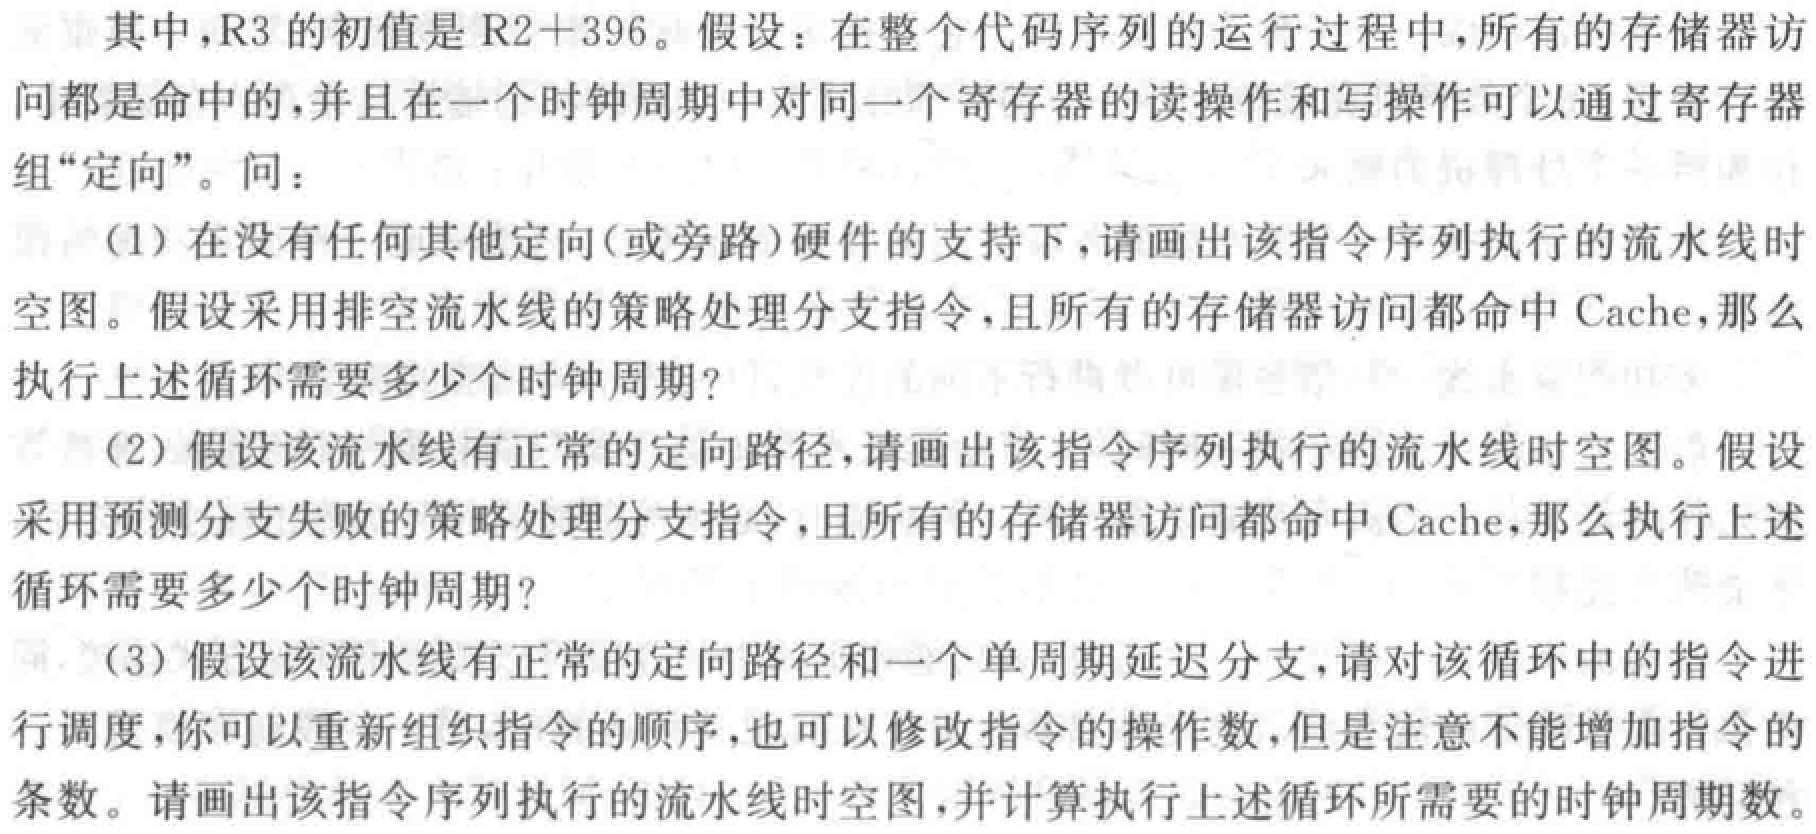 其中,R3 的初值是 R2+396。假设：在整个代码序列的运行过程中,所有的存储器访
问都是命中的,并且在一个时钟周期中对同一个寄存器的读操作和写操作可以通过寄存器
组“定向”。问：
(1) 在没有任何其他定向(或旁路)硬件的支持下,请画出该指令序列执行的流水线时
空图。假设采用排空流水线的策略处理分支指令,且所有的存储器访问都命中 Cache,那么
执行上述循环需要多少个时钟周期?
(2) 假设该流水线有正常的定向路径,请画出该指令序列执行的流水线时空图。假设
采用预测分支失败的策略处理分支指令,且所有的存储器访问都命中 Cache,那么执行上述
循环需要多少个时钟周期?
(3) 假设该流水线有正常的定向路径和一个单周期延迟分支,请对该循环中的指令进
行调度,你可以重新组织指令的顺序,也可以修改指令的操作数,但是注意不能增加指令的
条数。请画出该指令序列执行的流水线时空图,并计算执行上述循环所需要的时钟周期数。